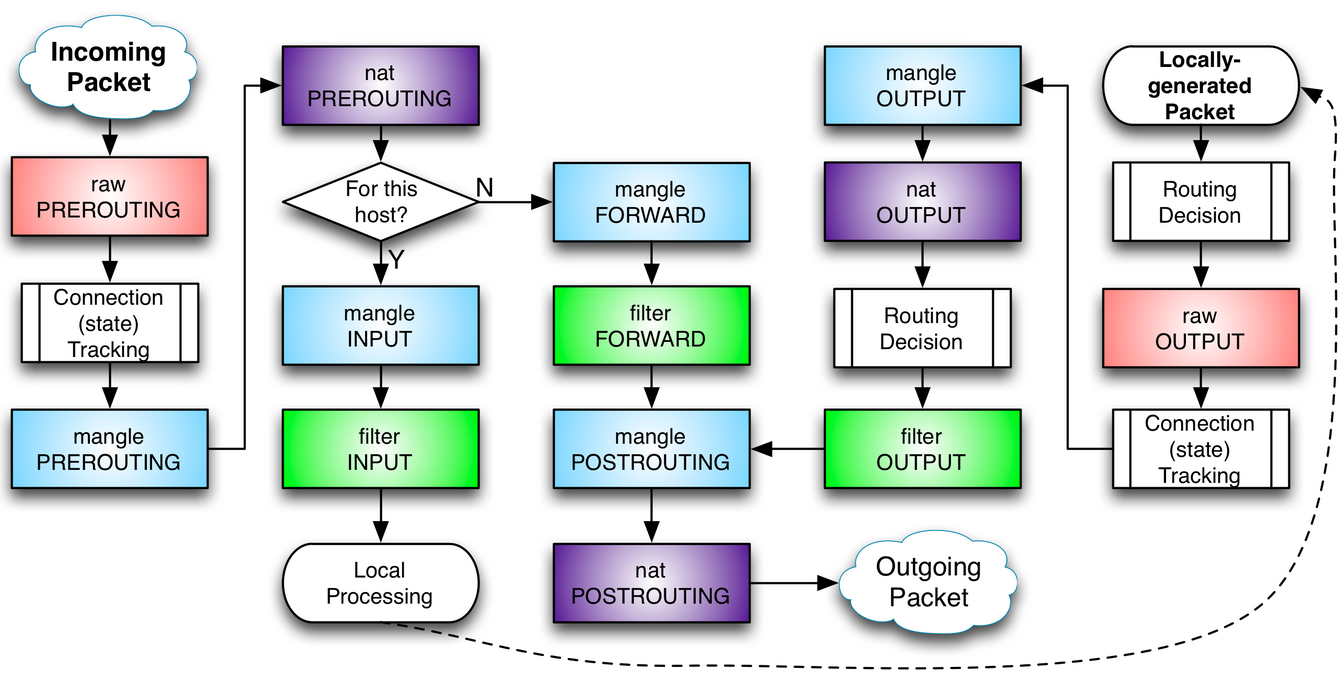 Incoming
Packet
raw
PREROUTING
Connection
(state)
Tracking
mangle
PREROUTING
nat
PREROUTING
For this
host?
N
Y
mangle
INPUT
filter
INPUT
Local
Processing
mangle
FORWARD
filter
FORWARD
mangle
POSTROUTING
nat
POSTROUTING
mangle
OUTPUT
nat
OUTPUT
Routing
Decision
filter
OUTPUT
Outgoing
Packet
Locally-
generated
Packet
Routing
Decision
raw
OUTPUT
Connection
(state)
Tracking